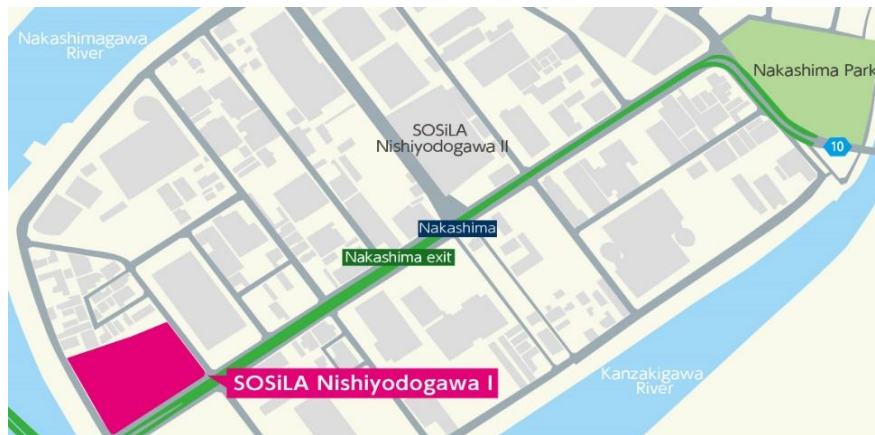 Nakashimagawa
River
Nakashima Park
SOSiLA
Nishiyodogawa II
10
Nakashima
Nakashima exit
SOSiLA Nishiyodogawa I
Kanzakigawa
River